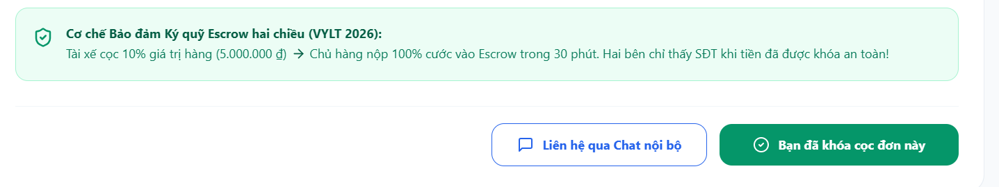 Cơ chế Bảo đảm Ký quỹ Escrow hai chiều (VYLT 2026):
Tài xế cọc 10% giá trị hàng (5.000.000 ₫) → Chủ hàng nộp 100% cước vào Escrow trong 30 phút. Hai bên chỉ thấy SĐT khi tiền đã được khóa an toàn!
Liên hệ qua Chat nội bộ
Bạn đã khóa cọc đơn này